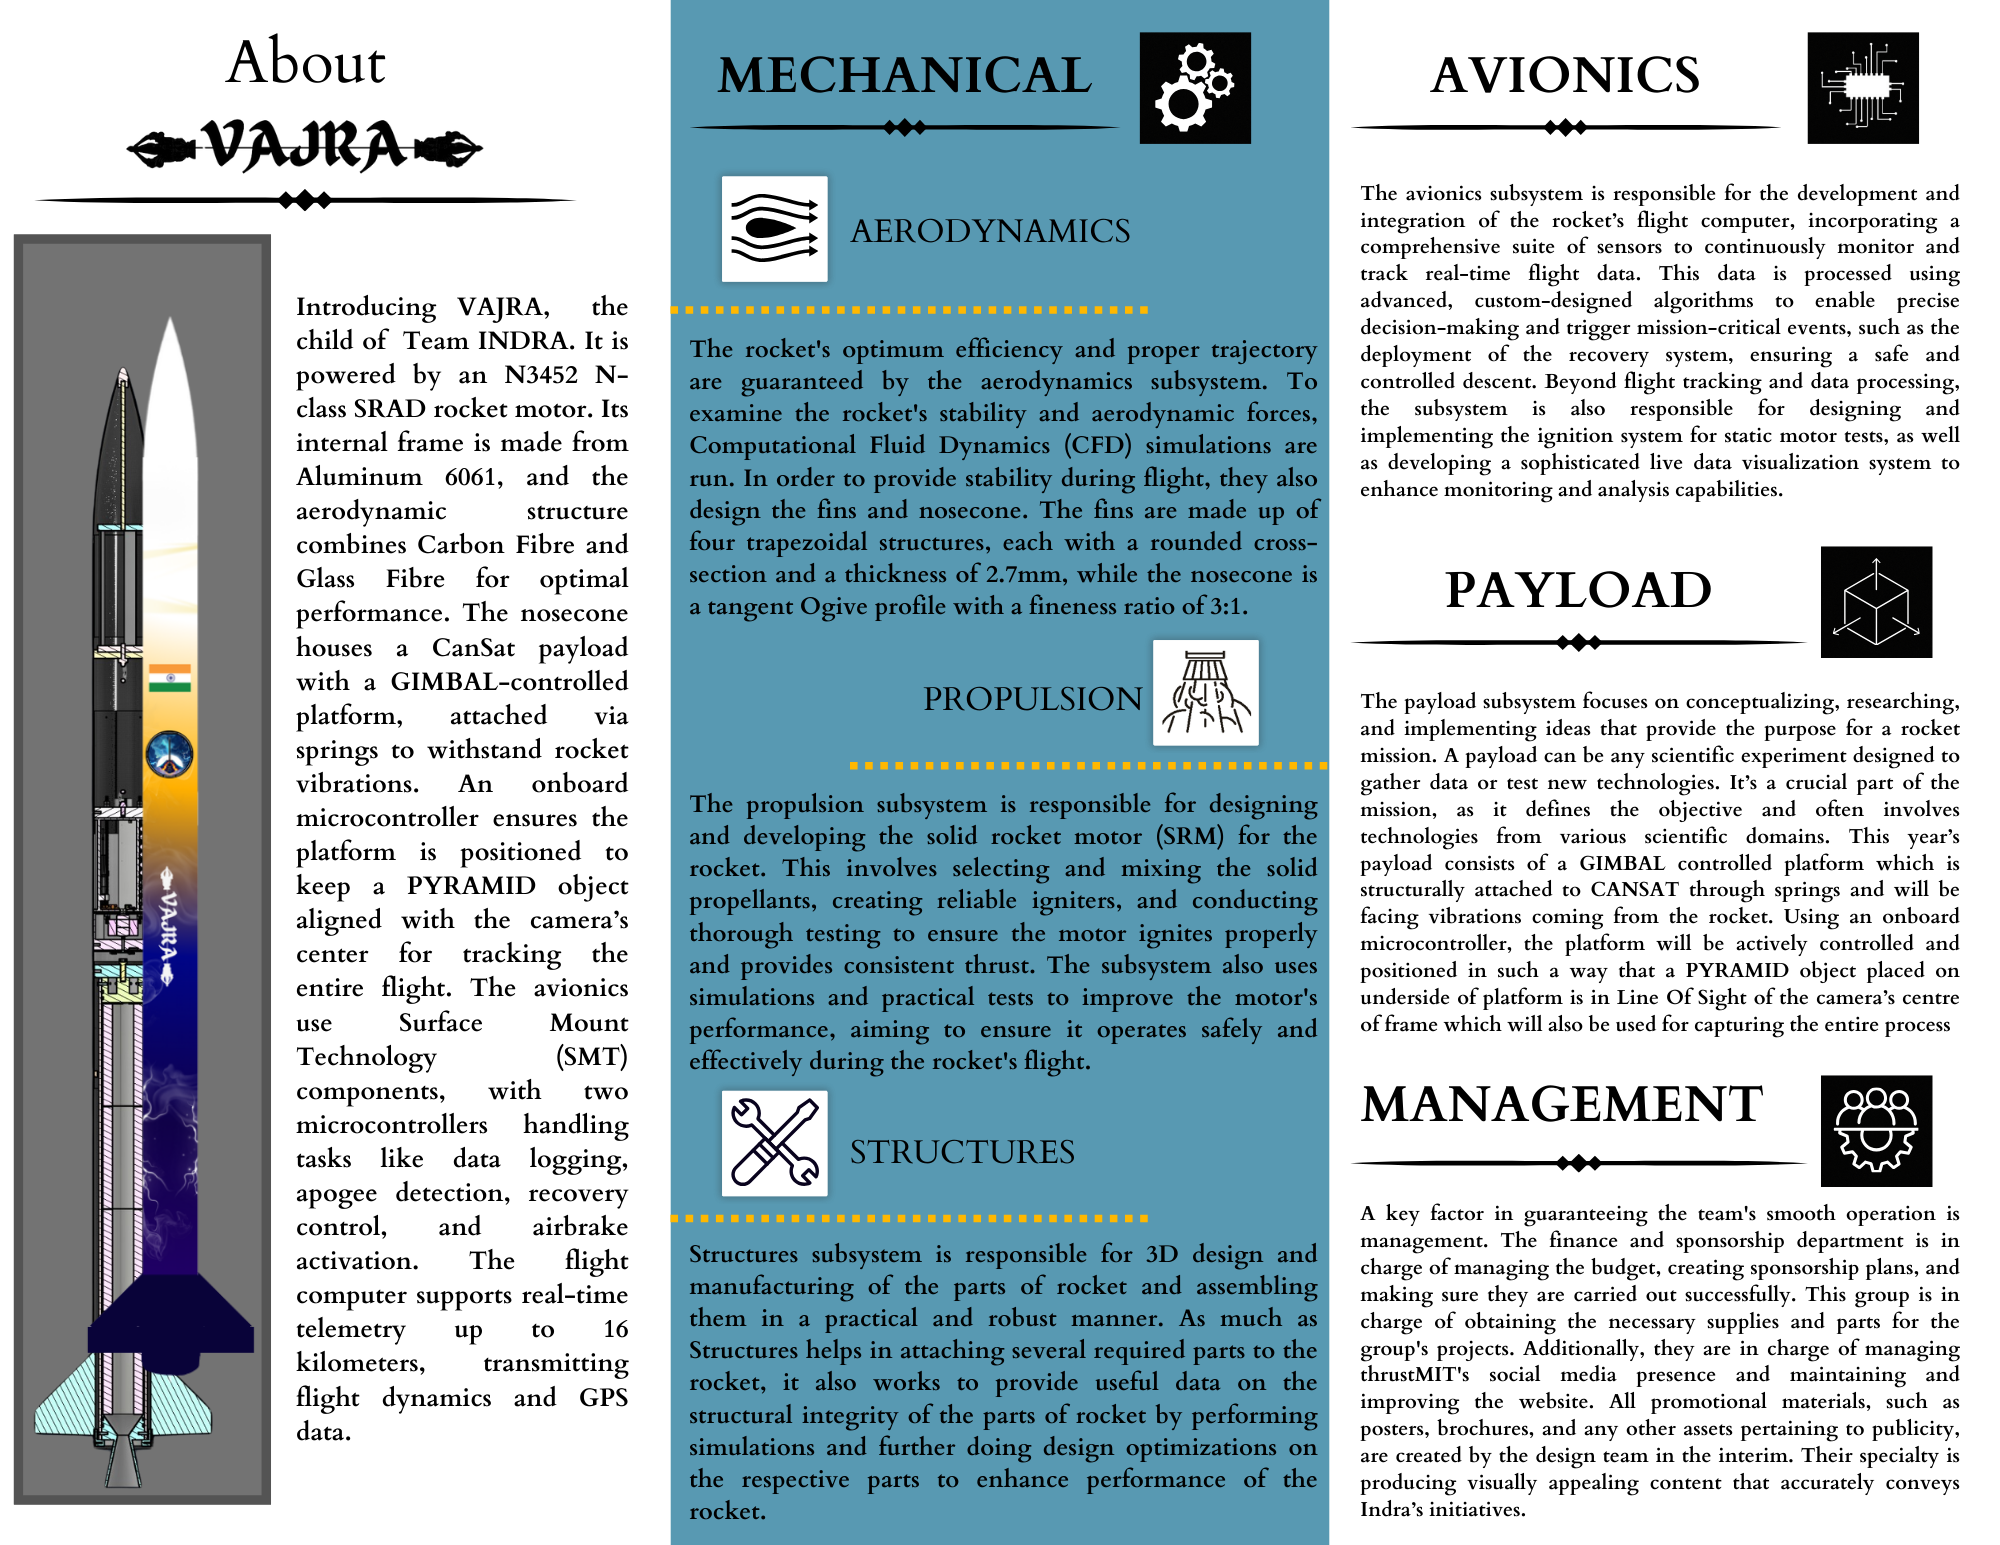 About
VAJRA
VAJRA
Introducing VAJRA, the
child of Team INDRA. It is
powered by an N3452 N-
class SRAD rocket motor. Its
internal frame is made from
Aluminum 6061, and the
aerodynamic structure
combines Carbon Fibre and
Glass Fibre for optimal
performance. The nosecone
houses a CanSat payload
with a GIMBAL-controlled
platform, attached via
springs to withstand rocket
vibrations. An onboard
microcontroller ensures the
platform is positioned to
keep a PYRAMID object
aligned with the camera’s
center for tracking the
entire flight. The avionics
use Surface Mount
Technology (SMT)
components, with two
microcontrollers handling
tasks like data logging,
apogee detection, recovery
control, and airbrake
activation. The flight
computer supports real-time
telemetry up to 16
kilometers, transmitting
flight dynamics and GPS
data.
MECHANICAL
AERODYNAMICS
The rocket's optimum efficiency and proper trajectory
are guaranteed by the aerodynamics subsystem. To
examine the rocket's stability and aerodynamic forces,
Computational Fluid Dynamics (CFD) simulations are
run. In order to provide stability during flight, they also
design the fins and nosecone. The fins are made up of
four trapezoidal structures, each with a rounded cross-
section and a thickness of 2.7mm, while the nosecone is
a tangent Ogive profile with a fineness ratio of 3:1.
PROPULSION
The propulsion subsystem is responsible for designing
and developing the solid rocket motor (SRM) for the
rocket. This involves selecting and mixing the solid
propellants, creating reliable igniters, and conducting
thorough testing to ensure the motor ignites properly
and provides consistent thrust. The subsystem also uses
simulations and practical tests to improve the motor's
performance, aiming to ensure it operates safely and
effectively during the rocket's flight.
STRUCTURES
Structures subsystem is responsible for 3D design and
manufacturing of the parts of rocket and assembling
them in a practical and robust manner. As much as
Structures helps in attaching several required parts to the
rocket, it also works to provide useful data on the
structural integrity of the parts of rocket by performing
simulations and further doing design optimizations on
the respective parts to enhance performance of the
rocket.
AVIONICS
The avionics subsystem is responsible for the development and
integration of the rocket’s flight computer, incorporating a
comprehensive suite of sensors to continuously monitor and
track real-time flight data. This data is processed using
advanced, custom-designed algorithms to enable precise
decision-making and trigger mission-critical events, such as the
deployment of the recovery system, ensuring a safe and
controlled descent. Beyond flight tracking and data processing,
the subsystem is also responsible for designing and
implementing the ignition system for static motor tests, as well
as developing a sophisticated live data visualization system to
enhance monitoring and analysis capabilities.
PAYLOAD
The payload subsystem focuses on conceptualizing, researching,
and implementing ideas that provide the purpose for a rocket
mission. A payload can be any scientific experiment designed to
gather data or test new technologies. It’s a crucial part of the
mission, as it defines the objective and often involves
technologies from various scientific domains. This year’s
payload consists of a GIMBAL controlled platform which is
structurally attached to CANSAT through springs and will be
facing vibrations coming from the rocket. Using an onboard
microcontroller, the platform will be actively controlled and
positioned in such a way that a PYRAMID object placed on
underside of platform is in Line Of Sight of the camera’s centre
of frame which will also be used for capturing the entire process
MANAGEMENT
A key factor in guaranteeing the team's smooth operation is
management. The finance and sponsorship department is in
charge of managing the budget, creating sponsorship plans, and
making sure they are carried out successfully. This group is in
charge of obtaining the necessary supplies and parts for the
group's projects. Additionally, they are in charge of managing
thrustMIT's social media presence and maintaining and
improving the website. All promotional materials, such as
posters, brochures, and any other assets pertaining to publicity,
are created by the design team in the interim. Their specialty is
producing visually appealing content that accurately conveys
Indra’s initiatives.